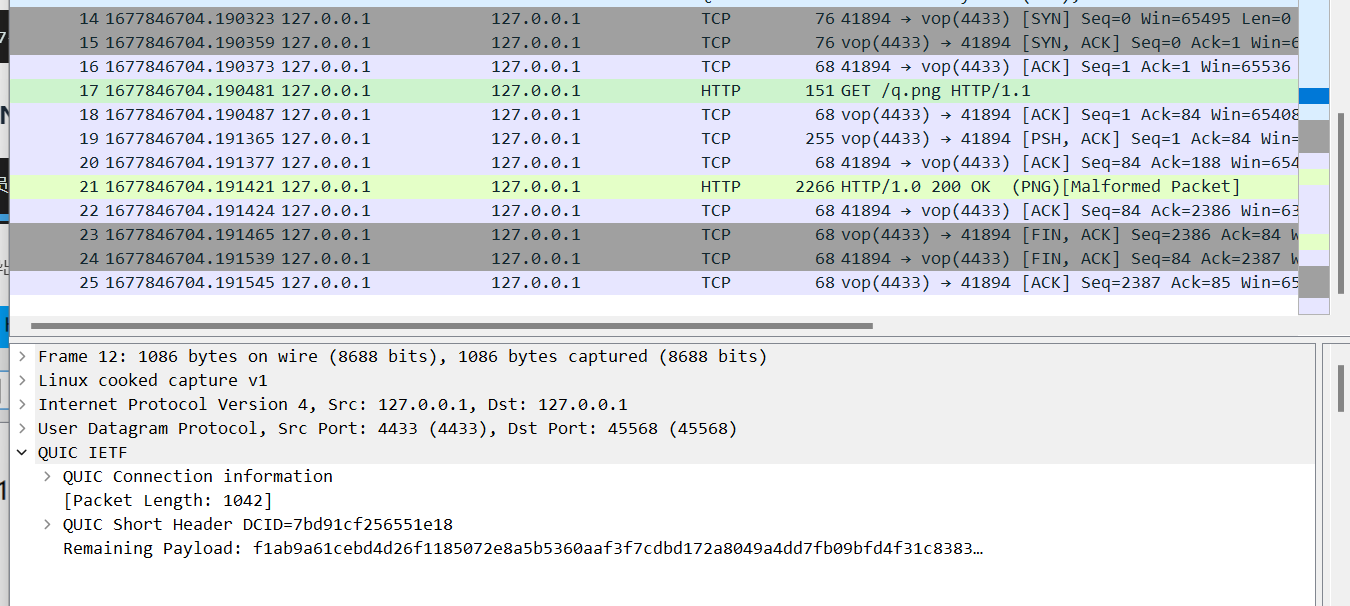 14 1677846704.190323 127.0.0.1 127.0.0.1 TCP 76 41894 → vop(4433) [SYN] Seq=0 Win=65495 Len=0
15 1677846704.190359 127.0.0.1 127.0.0.1 TCP 76 vop(4433) → 41894 [SYN, ACK] Seq=0 Ack=1 Win=6
16 1677846704.190373 127.0.0.1 127.0.0.1 TCP 68 41894 → vop(4433) [ACK] Seq=1 Ack=1 Win=65536
17 1677846704.190481 127.0.0.1 127.0.0.1 HTTP 151 GET /q.png HTTP/1.1
18 1677846704.190487 127.0.0.1 127.0.0.1 TCP 68 vop(4433) → 41894 [ACK] Seq=1 Ack=84 Win=65408
19 1677846704.191365 127.0.0.1 127.0.0.1 TCP 255 vop(4433) → 41894 [PSH, ACK] Seq=1 Ack=84 Win=
20 1677846704.191377 127.0.0.1 127.0.0.1 TCP 68 41894 → vop(4433) [ACK] Seq=84 Ack=188 Win=654
21 1677846704.191421 127.0.0.1 127.0.0.1 HTTP 2266 HTTP/1.0 200 OK (PNG)[Malformed Packet]
22 1677846704.191424 127.0.0.1 127.0.0.1 TCP 68 41894 → vop(4433) [ACK] Seq=84 Ack=2386 Win=63
23 1677846704.191465 127.0.0.1 127.0.0.1 TCP 68 vop(4433) → 41894 [FIN, ACK] Seq=2386 Ack=84 W
24 1677846704.191539 127.0.0.1 127.0.0.1 TCP 68 41894 → vop(4433) [FIN, ACK] Seq=84 Ack=2387 W
25 1677846704.191545 127.0.0.1 127.0.0.1 TCP 68 vop(4433) → 41894 [ACK] Seq=2387 Ack=85 Win=65
Frame 12: 1086 bytes on wire (8688 bits), 1086 bytes captured (8688 bits)
Linux cooked capture v1
Internet Protocol Version 4, Src: 127.0.0.1, Dst: 127.0.0.1
User Datagram Protocol, Src Port: 4433 (4433), Dst Port: 45568 (45568)
QUIC IETF
QUIC Connection information
[Packet Length: 1042]
QUIC Short Header DCID=7bd91cf256551e18
Remaining Payload: f1ab9a61cebd4d26f1185072e8a5b5360aaf3f7cdbd172a8049a4dd7fb09bfd4f31c8383…